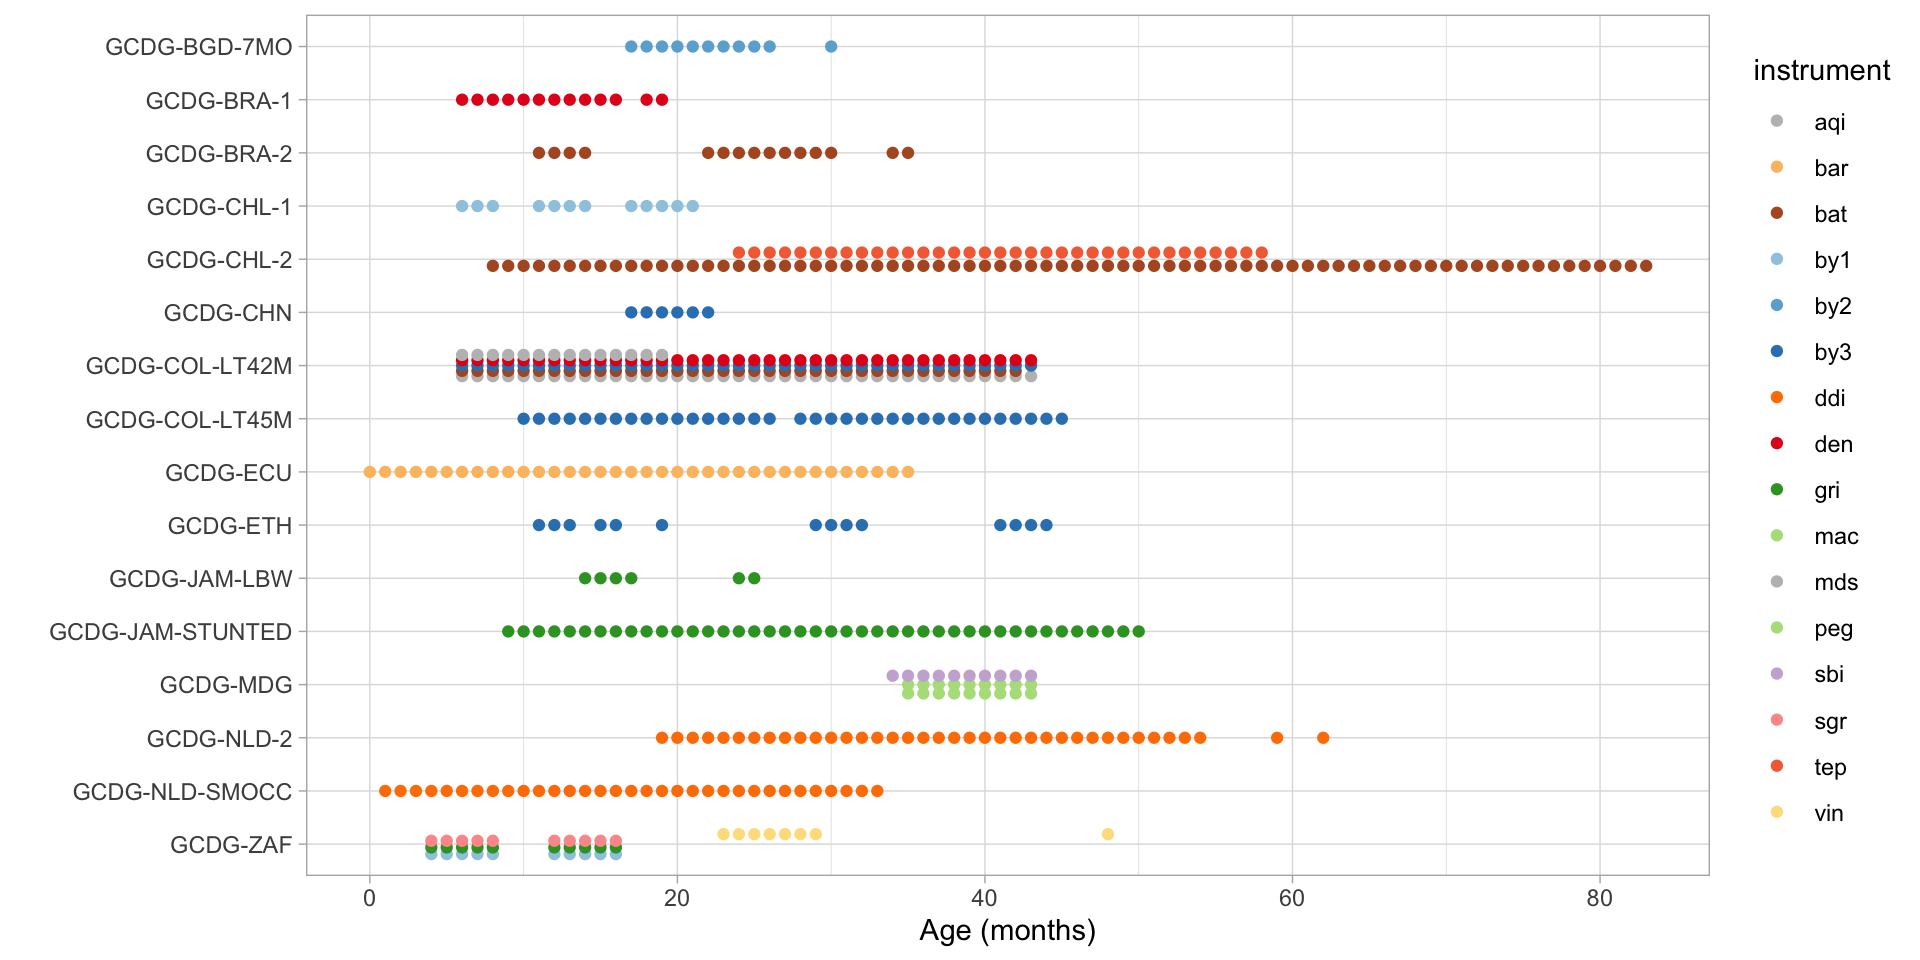 GCDG-BGD-7MO
GCDG-BRA-1
GCDG-BRA-2
GCDG-CHL-1
GCDG-CHL-2
GCDG-CHN
GCDG-COL-LT42M
GCDG-COL-LT45M
GCDG-ECU
GCDG-ETH
GCDG-JAM-LBW
GCDG-JAM-STUNTED
GCDG-MDG
GCDG-NLD-2
GCDG-NLD-SMOCC
GCDG-ZAF
0 20 40 60 80
Age (months)
instrument
aqi
bar
bat
by1
by2
by3
ddi
den
gri
mac
mds
peg
sbi
sgr
tep
vin